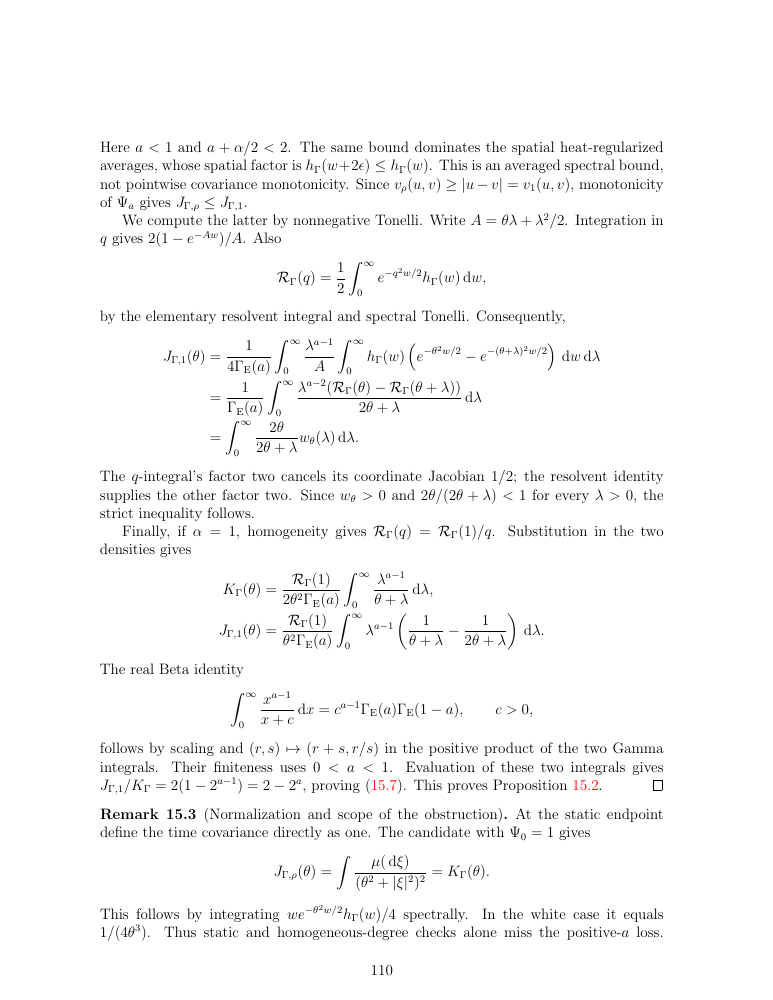 Here a < 1 and a + α/2 < 2. The same bound dominates the spatial heat-regularized
averages, whose spatial factor is h_Γ(w+2ϵ) ≤ h_Γ(w). This is an averaged spectral bound,
not pointwise covariance monotonicity. Since v_ρ(u, v) ≥ |u − v| = v_1(u, v), monotonicity
of Ψ_a gives J_{Γ,ρ} ≤ J_{Γ,1}.
We compute the latter by nonnegative Tonelli. Write A = θλ + λ²/2. Integration in
q gives 2(1 − e^{−Aw})/A. Also
ℛ_Γ(q) = 1/2 ∫_0^∞ e^{−q²w/2} h_Γ(w) dw,
by the elementary resolvent integral and spectral Tonelli. Consequently,
J_{Γ,1}(θ) = 1/(4Γ_E(a)) ∫_0^∞ λ^{a−1}/A ∫_0^∞ h_Γ(w) (e^{−θ²w/2} − e^{−(θ+λ)²w/2}) dw dλ
= 1/Γ_E(a) ∫_0^∞ λ^{a−2}(ℛ_Γ(θ) − ℛ_Γ(θ + λ))/(2θ + λ) dλ
= ∫_0^∞ 2θ/(2θ + λ) w_θ(λ) dλ.
The q-integral's factor two cancels its coordinate Jacobian 1/2; the resolvent identity
supplies the other factor two. Since w_θ > 0 and 2θ/(2θ + λ) < 1 for every λ > 0, the
strict inequality follows.
Finally, if α = 1, homogeneity gives ℛ_Γ(q) = ℛ_Γ(1)/q. Substitution in the two
densities gives
K_Γ(θ) = ℛ_Γ(1)/(2θ²Γ_E(a)) ∫_0^∞ λ^{a−1}/(θ + λ) dλ,
J_{Γ,1}(θ) = ℛ_Γ(1)/(θ²Γ_E(a)) ∫_0^∞ λ^{a−1} (1/(θ + λ) − 1/(2θ + λ)) dλ.
The real Beta identity
∫_0^∞ x^{a−1}/(x + c) dx = c^{a−1}Γ_E(a)Γ_E(1 − a), c > 0,
follows by scaling and (r, s) ↦ (r + s, r/s) in the positive product of the two Gamma
integrals. Their finiteness uses 0 < a < 1. Evaluation of these two integrals gives
J_{Γ,1}/K_Γ = 2(1 − 2^{a−1}) = 2 − 2^a, proving (15.7). This proves Proposition 15.2. □
Remark 15.3 (Normalization and scope of the obstruction). At the static endpoint
define the time covariance directly as one. The candidate with Ψ_0 = 1 gives
J_{Γ,ρ}(θ) = ∫ μ( dξ)/(θ² + |ξ|²)² = K_Γ(θ).
This follows by integrating we^{−θ²w/2}h_Γ(w)/4 spectrally. In the white case it equals
1/(4θ³). Thus static and homogeneous-degree checks alone miss the positive-a loss.
110